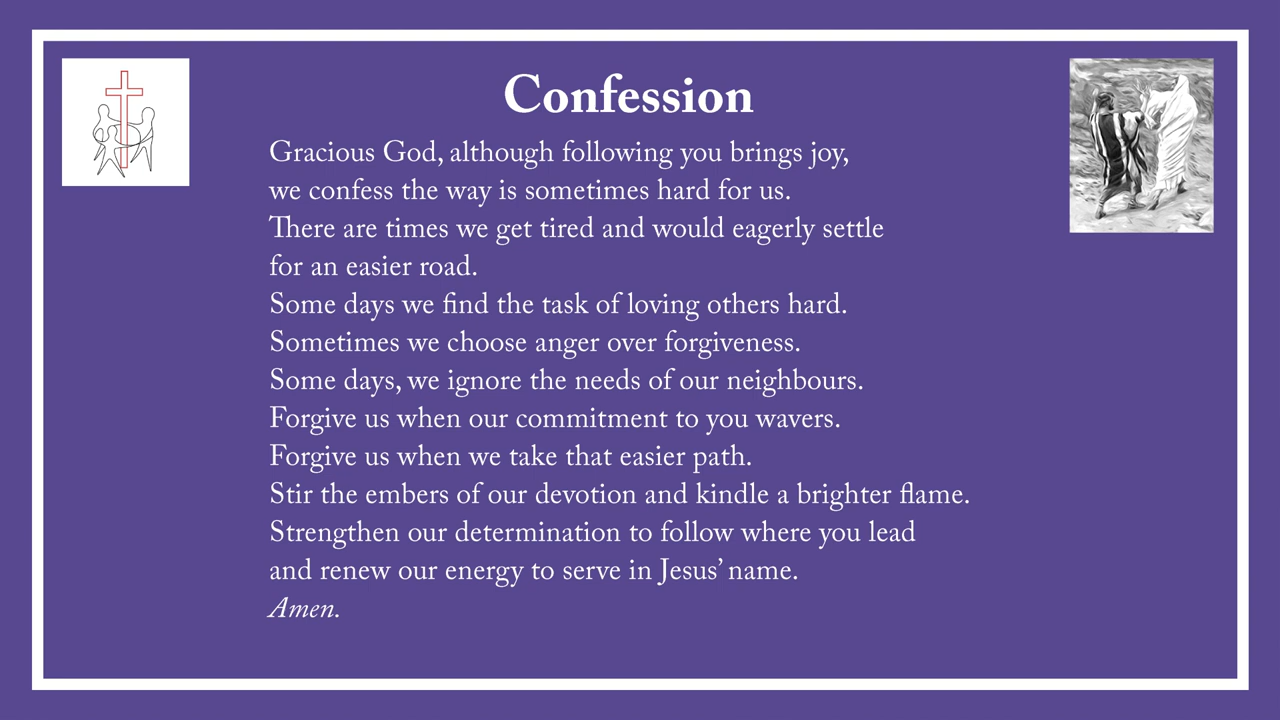 Confession
Gracious God, although following you brings joy,
we confess the way is sometimes hard for us.
There are times we get tired and would eagerly settle
for an easier road.
Some days we find the task of loving others hard.
Sometimes we choose anger over forgiveness.
Some days, we ignore the needs of our neighbours.
Forgive us when our commitment to you wavers.
Forgive us when we take that easier path.
Stir the embers of our devotion and kindle a brighter flame.
Strengthen our determination to follow where you lead
and renew our energy to serve in Jesus’ name.
Amen.